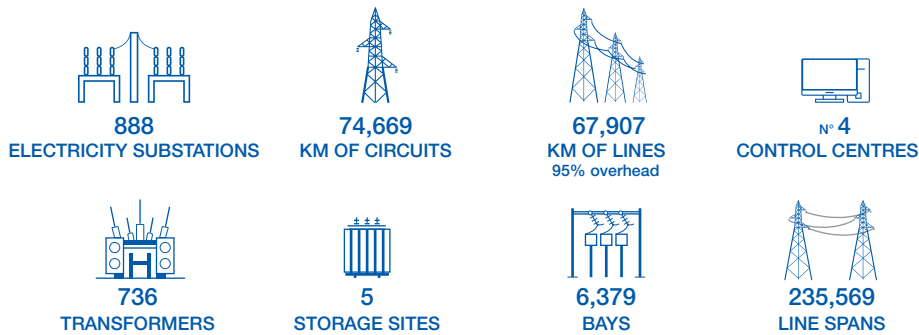 888
ELECTRICITY SUBSTATIONS
74,669
KM OF CIRCUITS
67,907
KM OF LINES
95% overhead
N° 4
CONTROL CENTRES
736
TRANSFORMERS
5
STORAGE SITES
6,379
BAYS
235,569
LINE SPANS